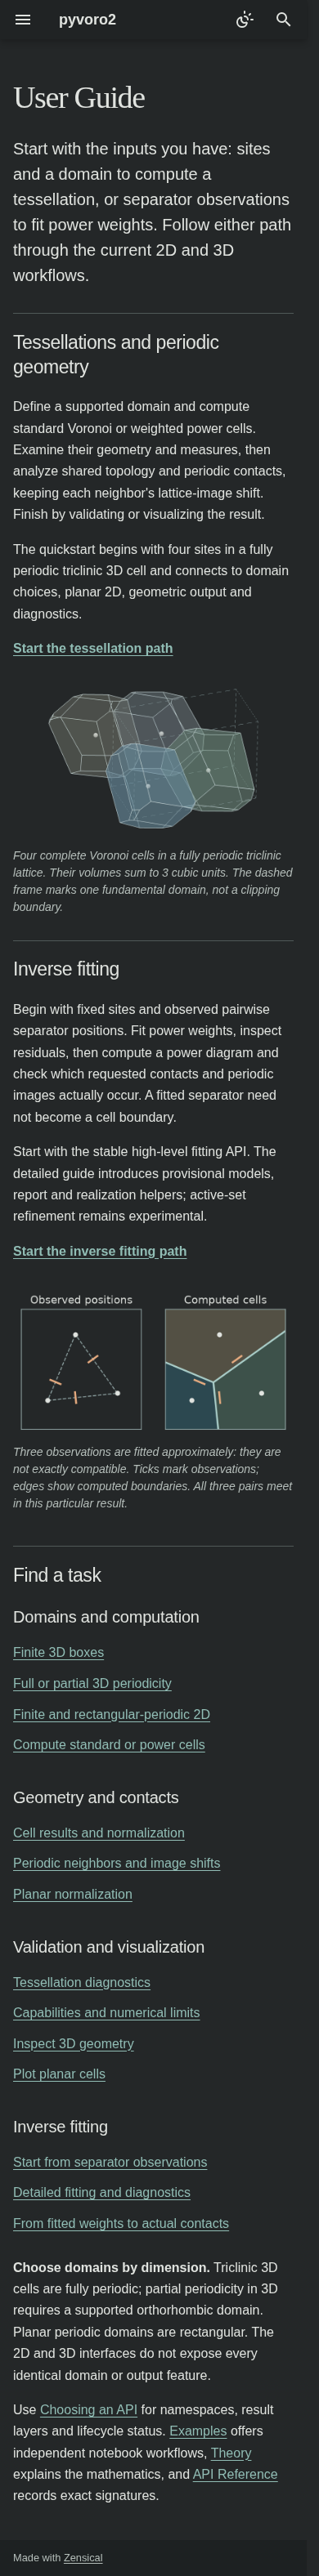 pyvoro2
User Guide
Start with the inputs you have: sites
and a domain to compute a
tessellation, or separator observations
to fit power weights. Follow either path
through the current 2D and 3D
workflows.
Tessellations and periodic
geometry
Define a supported domain and compute
standard Voronoi or weighted power cells.
Examine their geometry and measures, then
analyze shared topology and periodic contacts,
keeping each neighbor's lattice-image shift.
Finish by validating or visualizing the result.
The quickstart begins with four sites in a fully
periodic triclinic 3D cell and connects to domain
choices, planar 2D, geometric output and
diagnostics.
Start the tessellation path
Four complete Voronoi cells in a fully periodic triclinic
lattice. Their volumes sum to 3 cubic units. The dashed
frame marks one fundamental domain, not a clipping
boundary.
Inverse fitting
Begin with fixed sites and observed pairwise
separator positions. Fit power weights, inspect
residuals, then compute a power diagram and
check which requested contacts and periodic
images actually occur. A fitted separator need
not become a cell boundary.
Start with the stable high-level fitting API. The
detailed guide introduces provisional models,
report and realization helpers; active-set
refinement remains experimental.
Start the inverse fitting path
Observed positions
Computed cells
Three observations are fitted approximately: they are
not exactly compatible. Ticks mark observations;
edges show computed boundaries. All three pairs meet
in this particular result.
Find a task
Domains and computation
Finite 3D boxes
Full or partial 3D periodicity
Finite and rectangular-periodic 2D
Compute standard or power cells
Geometry and contacts
Cell results and normalization
Periodic neighbors and image shifts
Planar normalization
Validation and visualization
Tessellation diagnostics
Capabilities and numerical limits
Inspect 3D geometry
Plot planar cells
Inverse fitting
Start from separator observations
Detailed fitting and diagnostics
From fitted weights to actual contacts
Choose domains by dimension. Triclinic 3D
cells are fully periodic; partial periodicity in 3D
requires a supported orthorhombic domain.
Planar periodic domains are rectangular. The
2D and 3D interfaces do not expose every
identical domain or output feature.
Use Choosing an API for namespaces, result
layers and lifecycle status. Examples offers
independent notebook workflows, Theory
explains the mathematics, and API Reference
records exact signatures.
Made with Zensical